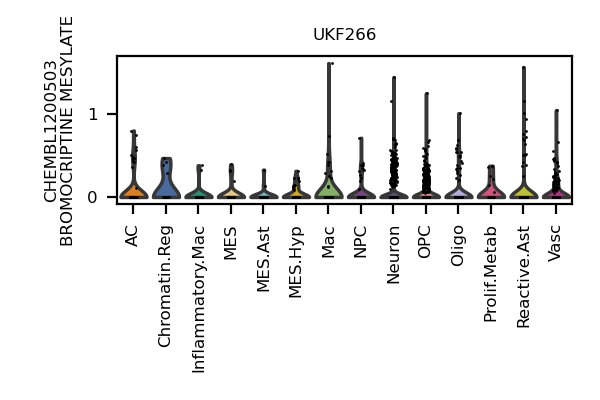 UKF266
CHEMBL1200503
BROMOCRIPTINE MESYLATE
1
0
AC
Chromatin.Reg
Inflammatory.Mac
MES
MES.Ast
MES.Hyp
Mac
NPC
Neuron
OPC
Oligo
Prolif.Metab
Reactive.Ast
Vasc